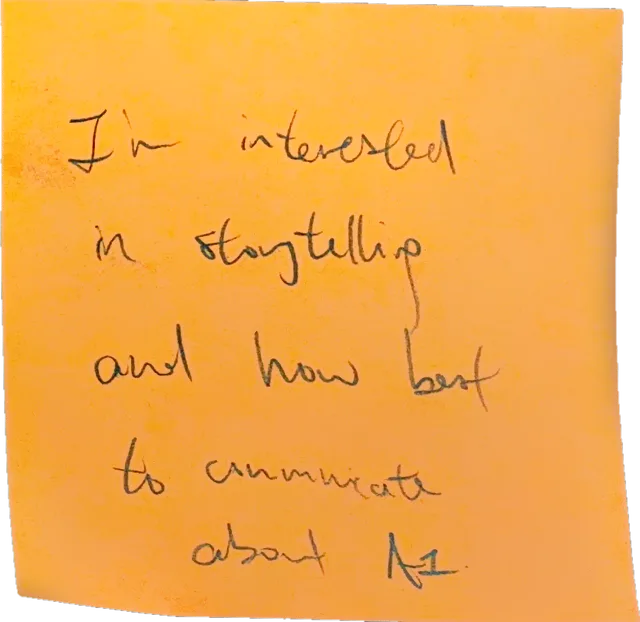 I'm interested
in storytelling
and how best
to communicate
about AI.